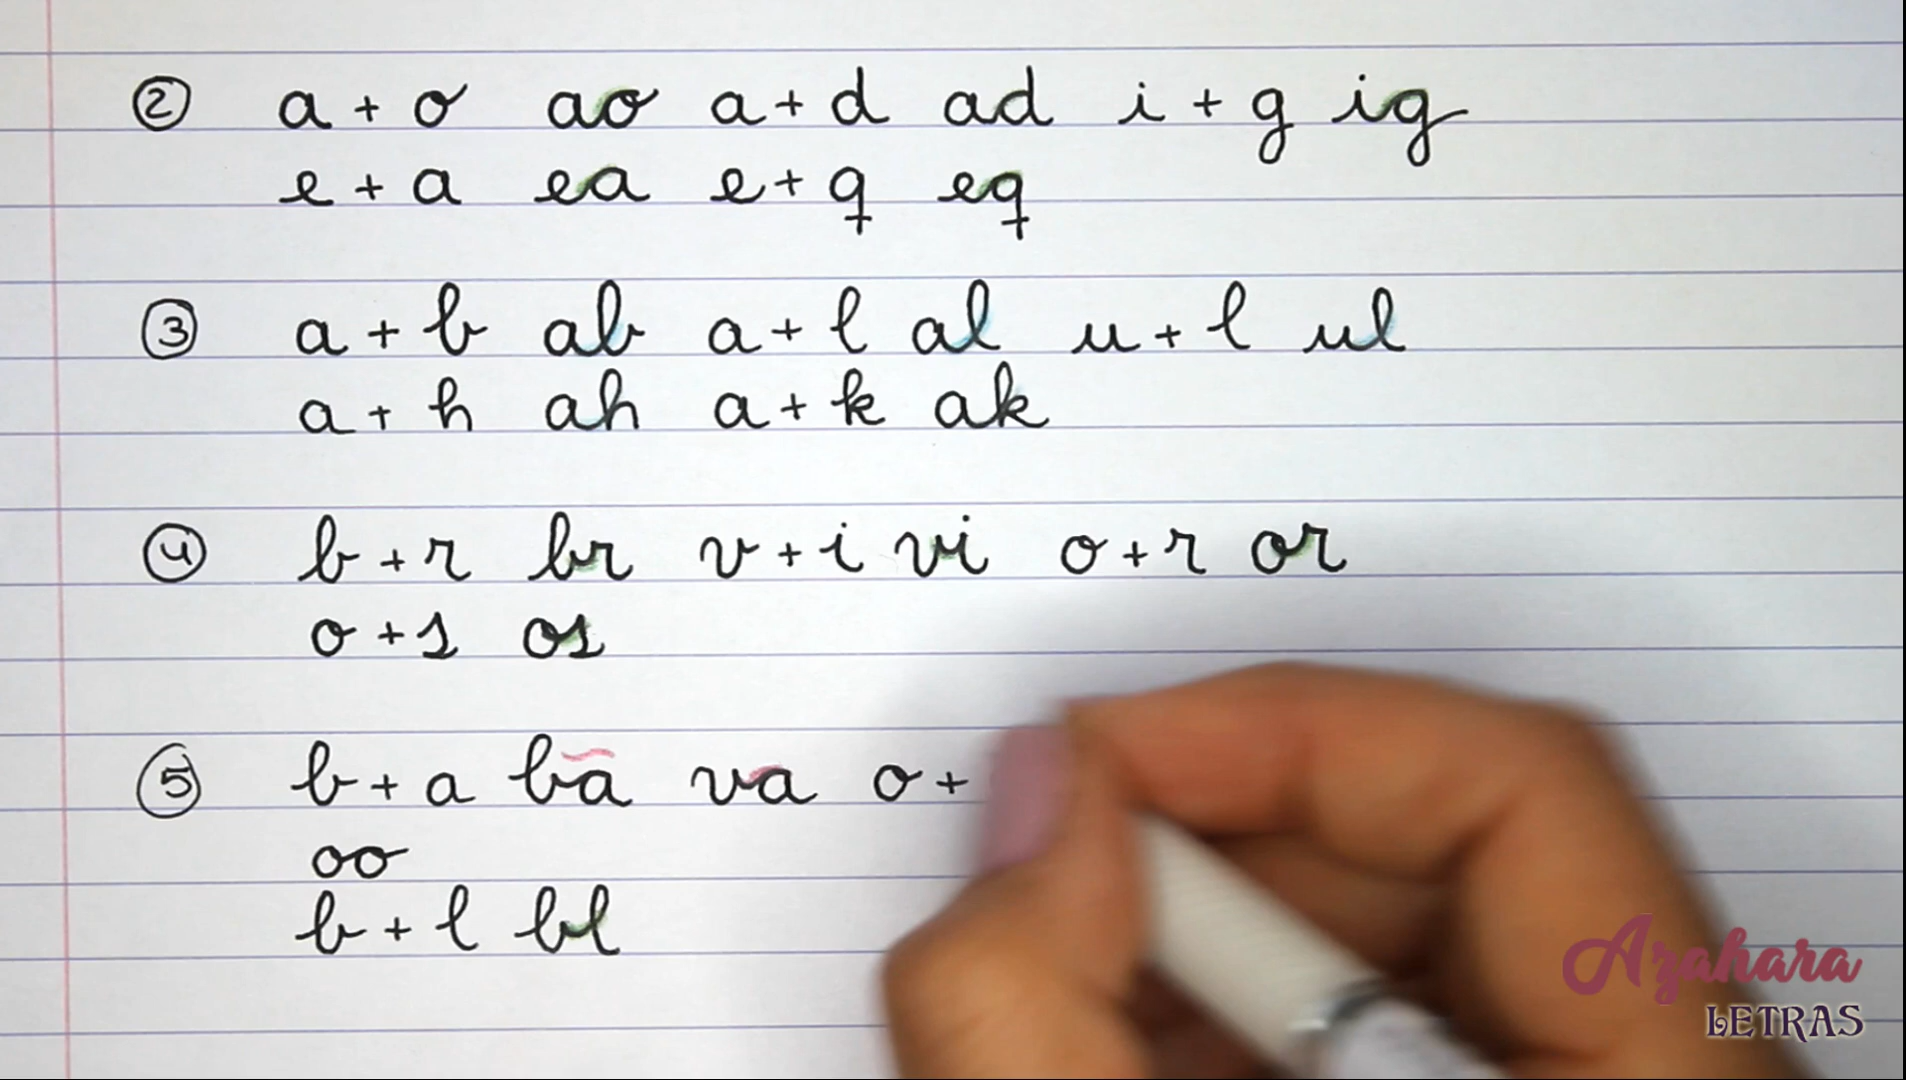 ② a + o ao a + d ad i + g ig
e + a ea e + q eq
③ a + b ab a + l al u + l ul
a + h ah a + k ak
④ b + r br v + i vi o + r or
o + s os
⑤ b + a ba va o +
oo
b + l bl
Azahara
LETRAS